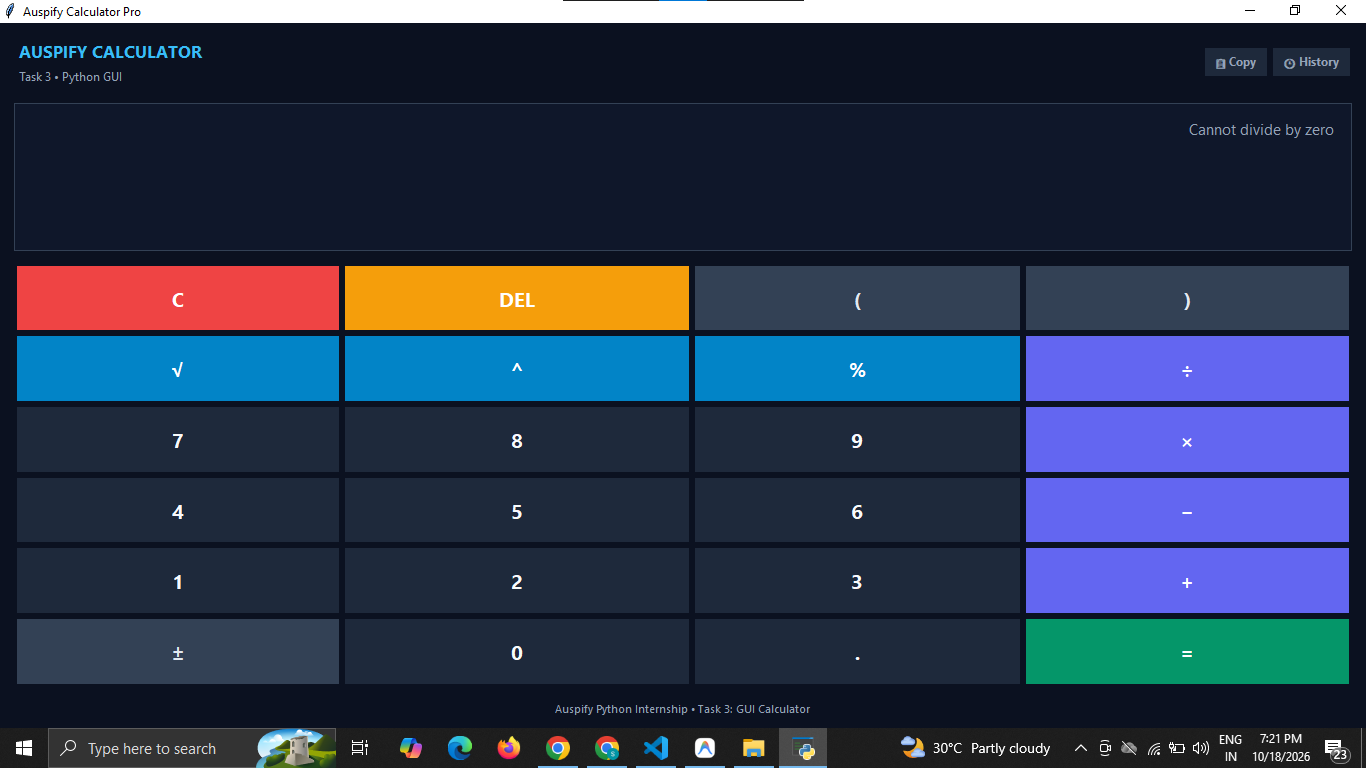 Auspify Calculator Pro
AUSPIFY CALCULATOR
Task 3 • Python GUI
Copy
History
Cannot divide by zero
C DEL ( )
√ ^ % ÷
7 8 9 ×
4 5 6 −
1 2 3 +
± 0 . =
Auspify Python Internship • Task 3: GUI Calculator
Type here to search
30°C Partly cloudy
ENG
IN
7:21 PM
10/18/2026
23